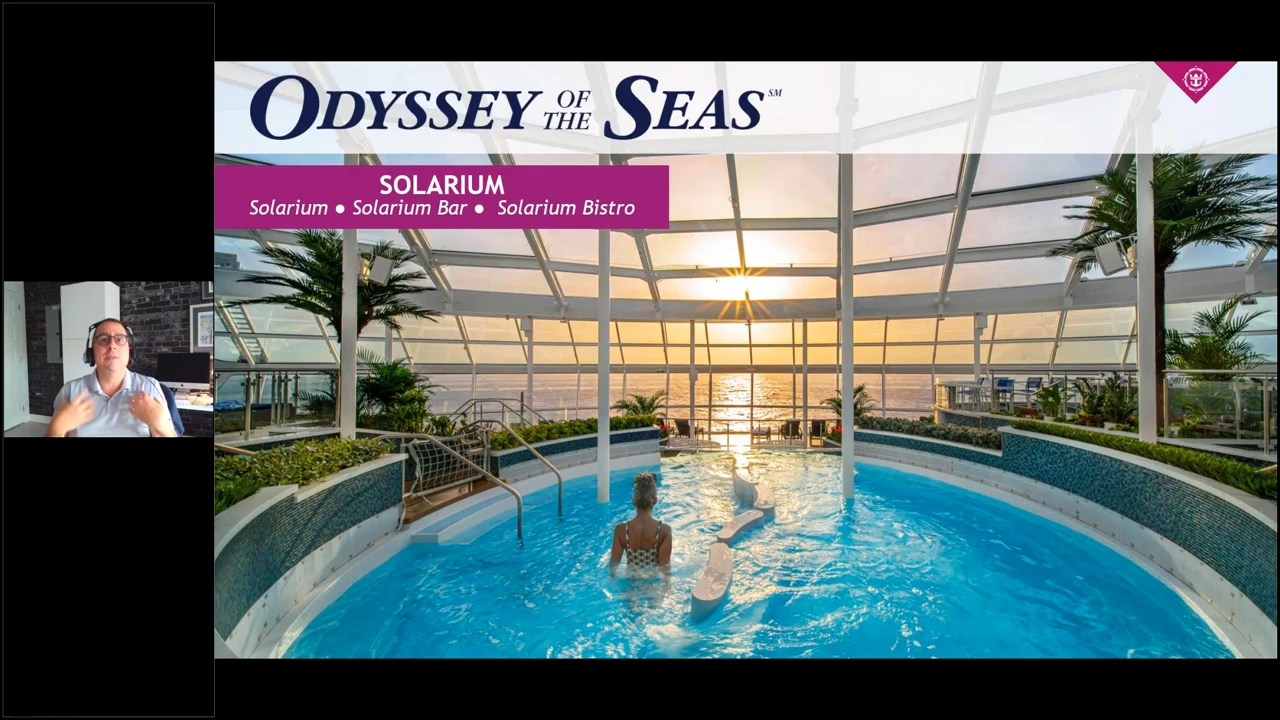 ODYSSEY OF THE SEAS SM
SOLARIUM
Solarium ● Solarium Bar ● Solarium Bistro